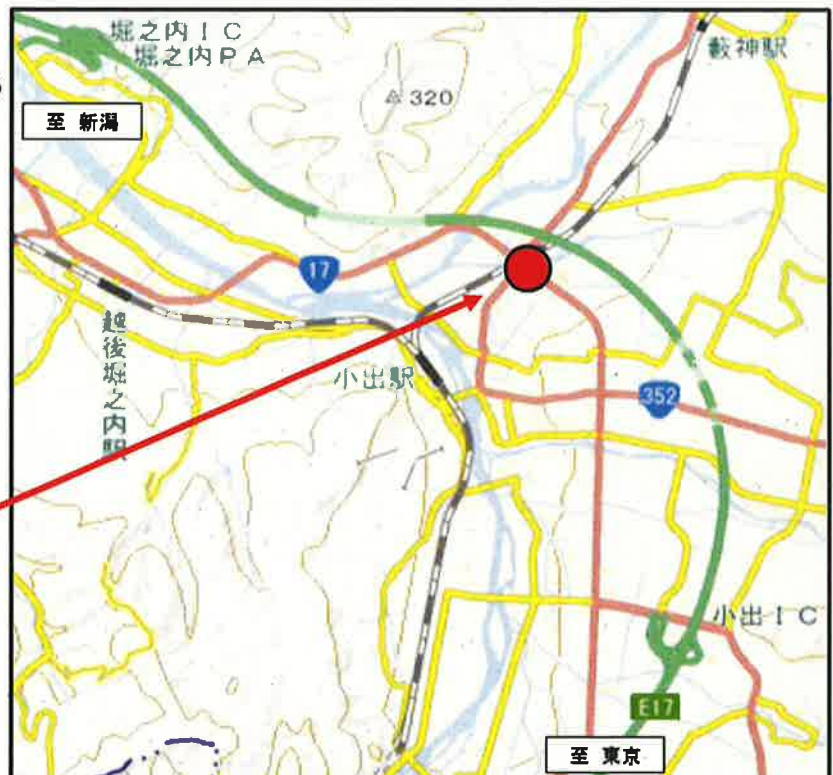 堀之内IC
堀之内PA
藪神駅
至 新潟
320
17
越後堀之内駅
小出駅
352
小出IC
E17
至 東京